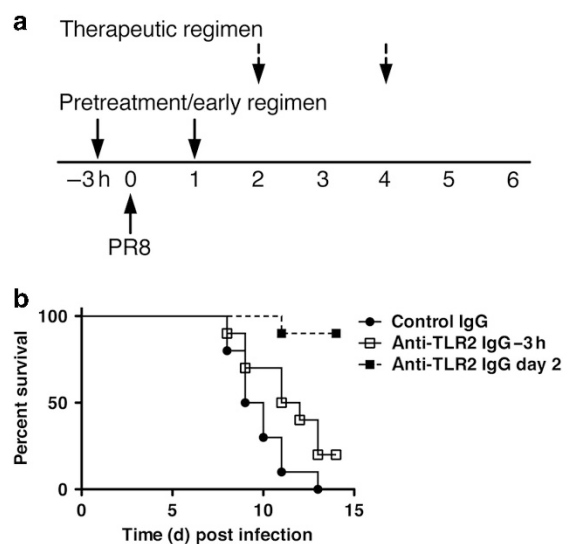 a
Therapeutic regimen
Pretreatment/early regimen
−3 h 0 1 2 3 4 5 6
PR8
b
100
50
0
Percent survival
0 5 10 15
Time (d) post infection
Control IgG
Anti-TLR2 IgG −3 h
Anti-TLR2 IgG day 2